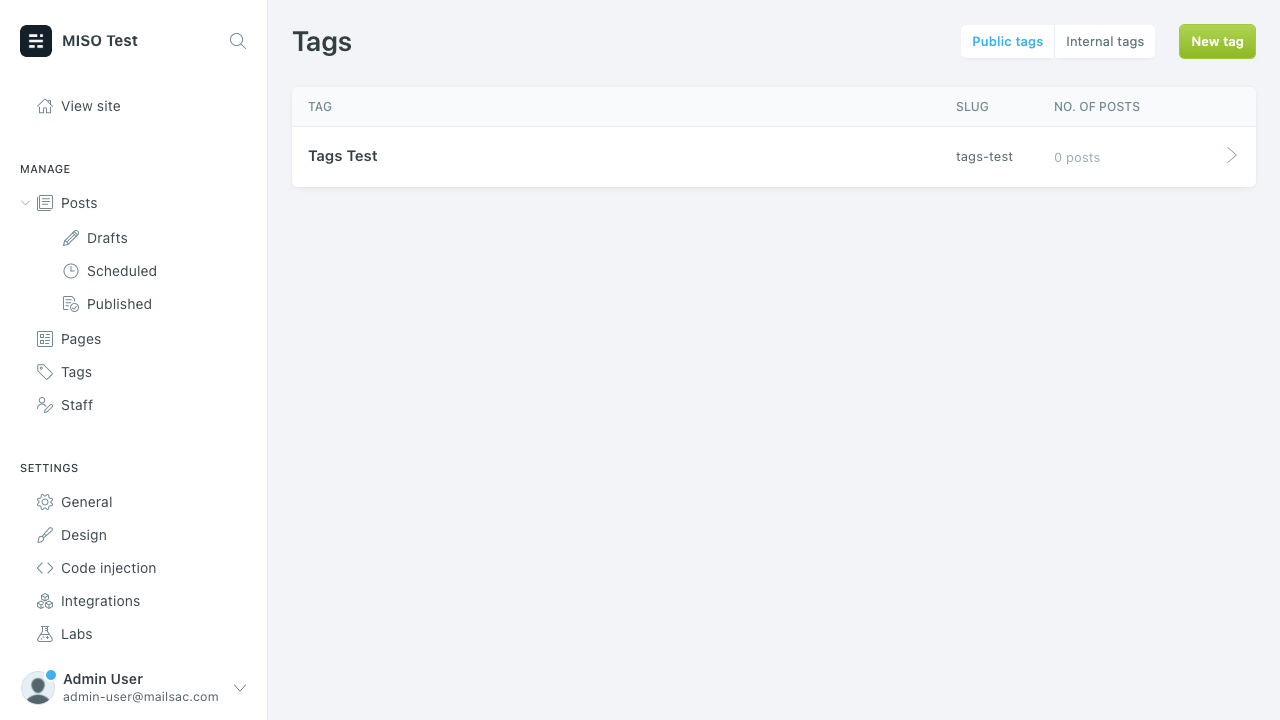 MISO Test
View site
MANAGE
Posts
Drafts
Scheduled
Published
Pages
Tags
Staff
SETTINGS
General
Design
Code injection
Integrations
Labs
Admin User
admin-user@mailsac.com
Tags
Public tags Internal tags New tag
TAG SLUG NO. OF POSTS
Tags Test tags-test 0 posts